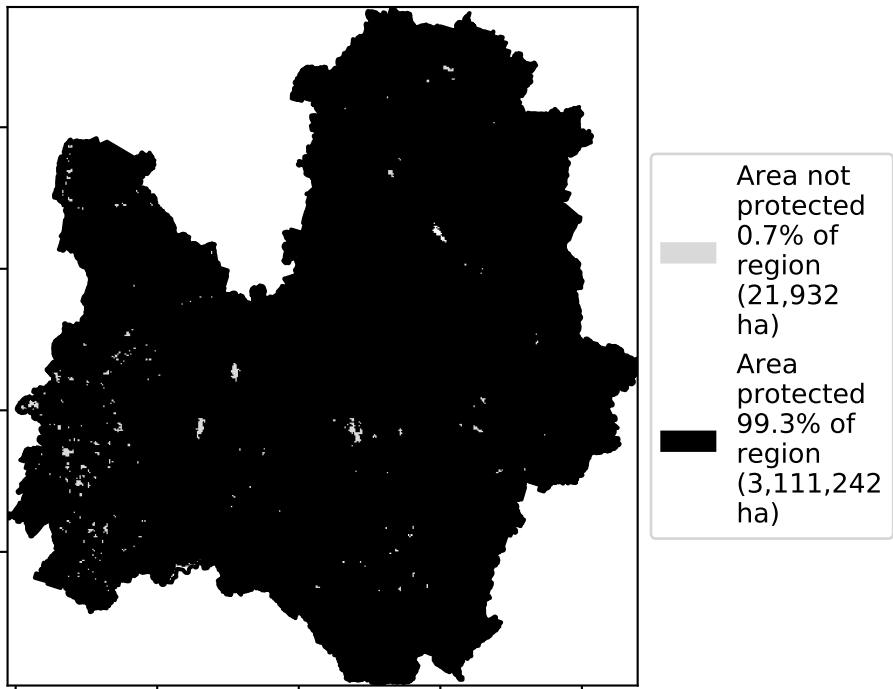 Area not
protected
0.7% of
region
(21,932
ha)
Area
protected
99.3% of
region
(3,111,242
ha)